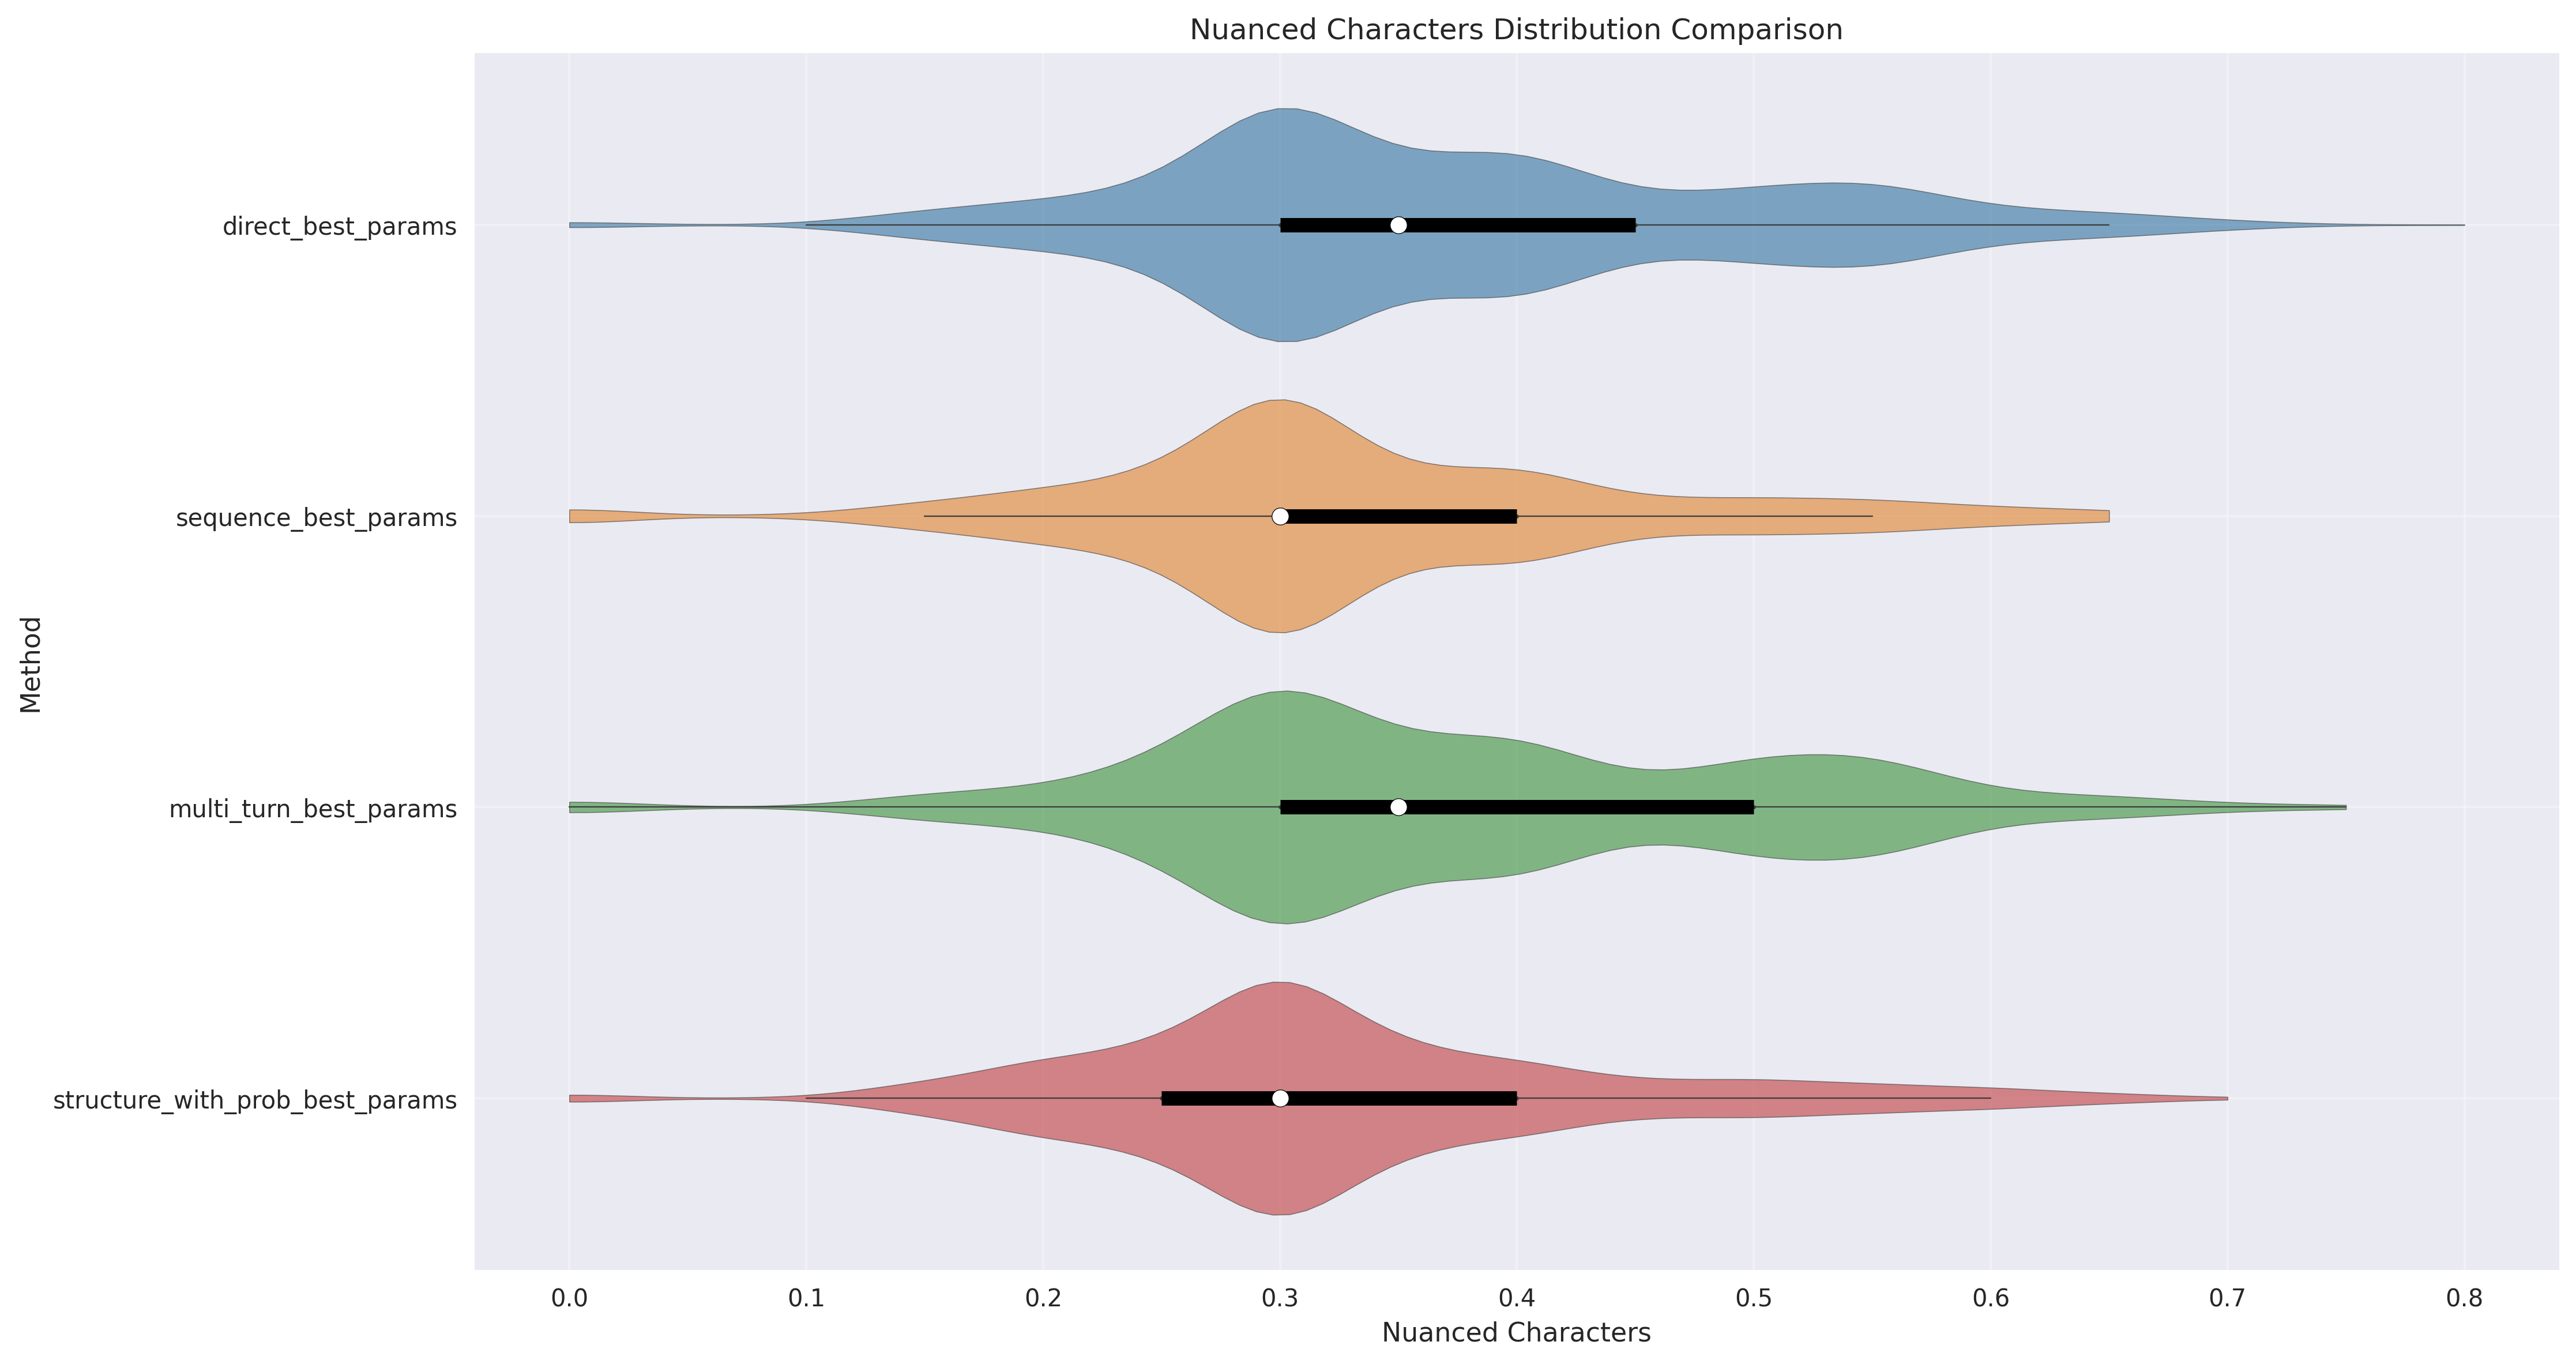 Nuanced Characters Distribution Comparison
Method
direct_best_params
sequence_best_params
multi_turn_best_params
structure_with_prob_best_params
0.0 0.1 0.2 0.3 0.4 0.5 0.6 0.7 0.8
Nuanced Characters